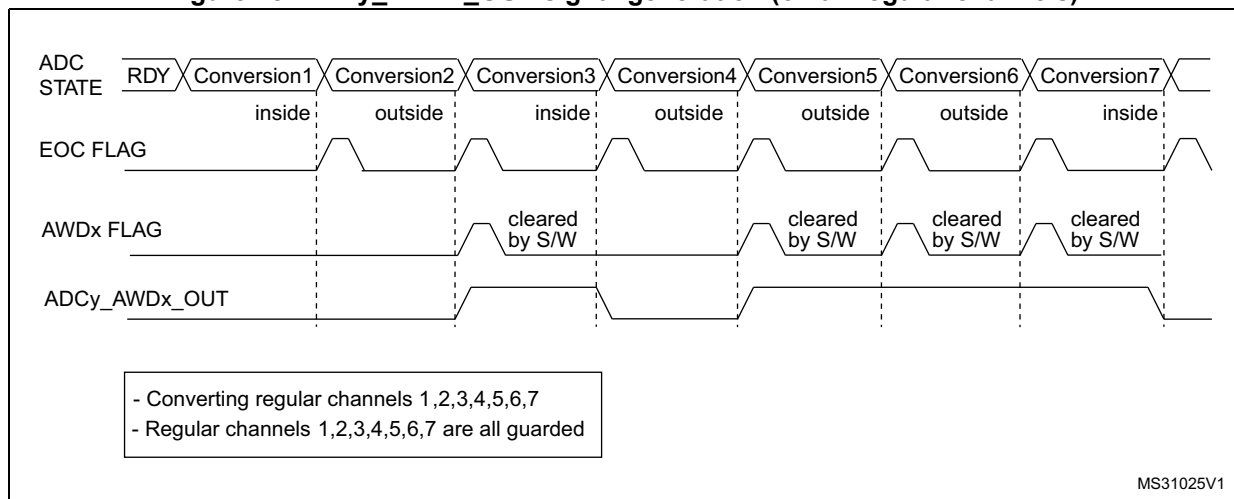 ADC
STATE
RDY Conversion1 Conversion2 Conversion3 Conversion4 Conversion5 Conversion6 Conversion7
inside outside inside outside outside outside inside
EOC FLAG
AWDx FLAG
cleared by S/W
cleared by S/W
cleared by S/W
cleared by S/W
ADCy_AWDx_OUT
- Converting regular channels 1,2,3,4,5,6,7
- Regular channels 1,2,3,4,5,6,7 are all guarded
MS31025V1